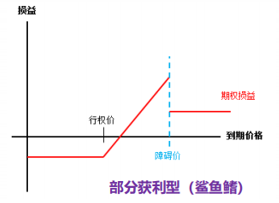 损益
行权价
期权损益
到期价格
障碍价
部分获利型（鲨鱼鳍）